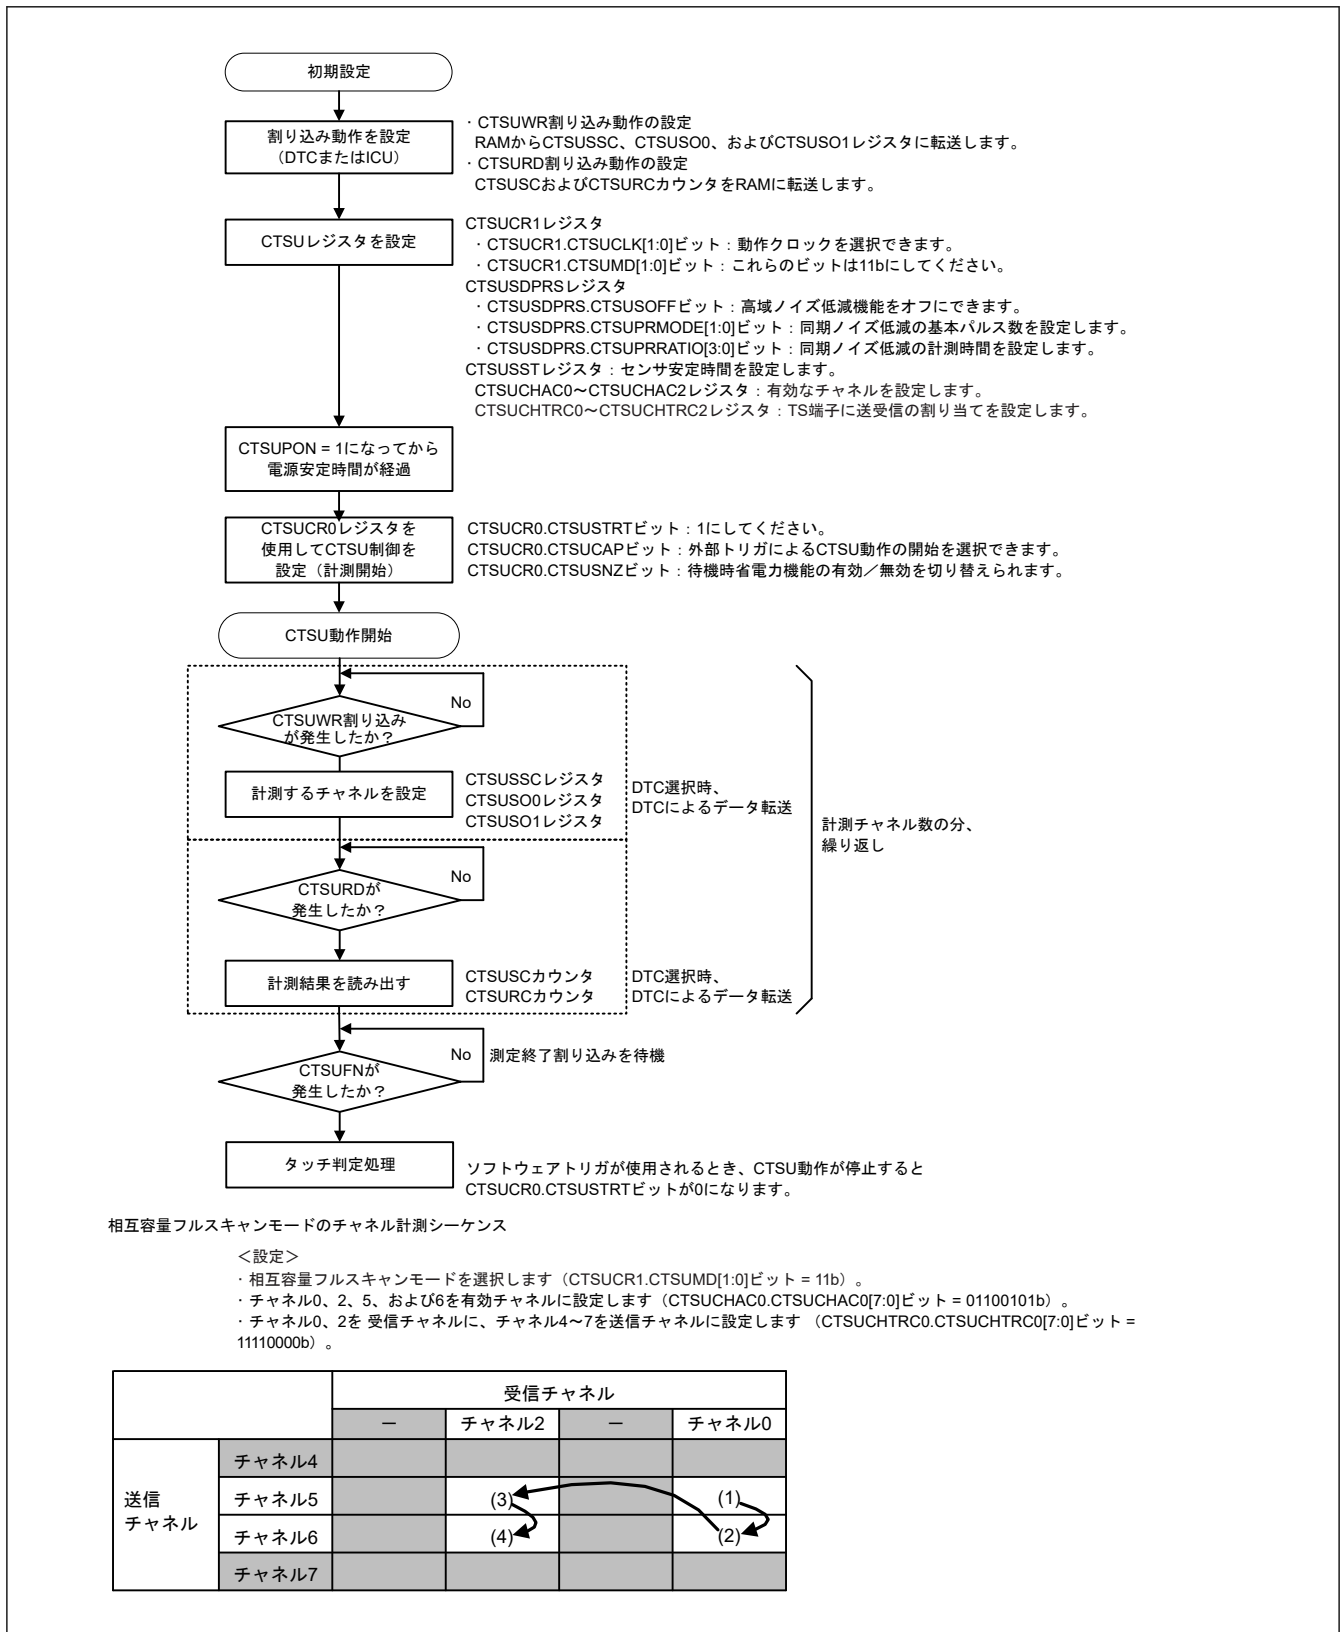 初期設定
割り込み動作を設定
（DTCまたはICU）
・CTSUWR割り込み動作の設定
RAMからCTSUSSC、CTSUSO0、およびCTSUSO1レジスタに転送します。
・CTSURD割り込み動作の設定
CTSUSCおよびCTSURCカウンタをRAMに転送します。
CTSUレジスタを設定
CTSUCR1レジスタ
・CTSUCR1.CTSUCLK[1:0]ビット：動作クロックを選択できます。
・CTSUCR1.CTSUMD[1:0]ビット：これらのビットは11bにしてください。
CTSUSDPRSレジスタ
・CTSUSDPRS.CTSUSOFFビット：高域ノイズ低減機能をオフにできます。
・CTSUSDPRS.CTSUPRMODE[1:0]ビット：同期ノイズ低減の基本パルス数を設定します。
・CTSUSDPRS.CTSUPRRATIO[3:0]ビット：同期ノイズ低減の計測時間を設定します。
CTSUSSTレジスタ：センサ安定時間を設定します。
CTSUCHAC0～CTSUCHAC2レジスタ：有効なチャネルを設定します。
CTSUCHTRC0～CTSUCHTRC2レジスタ：TS端子に送受信の割り当てを設定します。
CTSUPON = 1になってから
電源安定時間が経過
CTSUCR0レジスタを
使用してCTSU制御を
設定（計測開始）
CTSUCR0.CTSUSTRTビット：1にしてください。
CTSUCR0.CTSUCAPビット：外部トリガによるCTSU動作の開始を選択できます。
CTSUCR0.CTSUSNZビット：待機時省電力機能の有効／無効を切り替えられます。
CTSU動作開始
No
CTSUWR割り込み
が発生したか？
計測するチャネルを設定
CTSUSSCレジスタ
CTSUSO0レジスタ
CTSUSO1レジスタ
DTC選択時、
DTCによるデータ転送
計測チャネル数の分、
繰り返し
No
CTSURDが
発生したか？
計測結果を読み出す
CTSUSCカウンタ
CTSURCカウンタ
DTC選択時、
DTCによるデータ転送
No
測定終了割り込みを待機
CTSUFNが
発生したか？
タッチ判定処理
ソフトウェアトリガが使用されるとき、CTSU動作が停止すると
CTSUCR0.CTSUSTRTビットが0になります。
相互容量フルスキャンモードのチャネル計測シーケンス
＜設定＞
・相互容量フルスキャンモードを選択します（CTSUCR1.CTSUMD[1:0]ビット = 11b）。
・チャネル0、2、5、および6を有効チャネルに設定します（CTSUCHAC0.CTSUCHAC0[7:0]ビット = 01100101b）。
・チャネル0、2を 受信チャネルに、チャネル4～7を送信チャネルに設定します （CTSUCHTRC0.CTSUCHTRC0[7:0]ビット =
11110000b）。
受信チャネル
－ チャネル2 － チャネル0
チャネル4
送信
チャネル
チャネル5 (3) (1)
チャネル6 (4) (2)
チャネル7